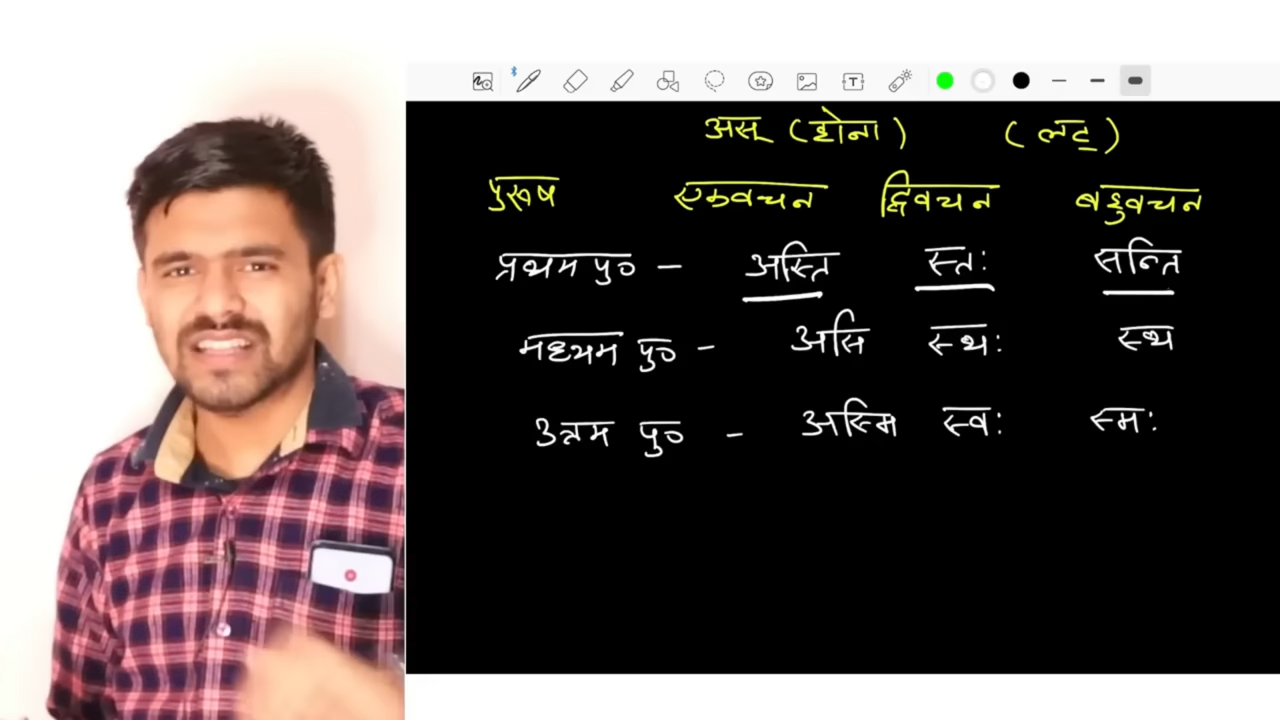 अस् (होना) (लट्)
पुरूष एकवचन द्विवचन बहुवचन
प्रथम पु० - अस्ति स्तः सन्ति
मध्यम पु० - असि स्थः स्थ
उत्तम पु० - अस्मि स्वः स्मः